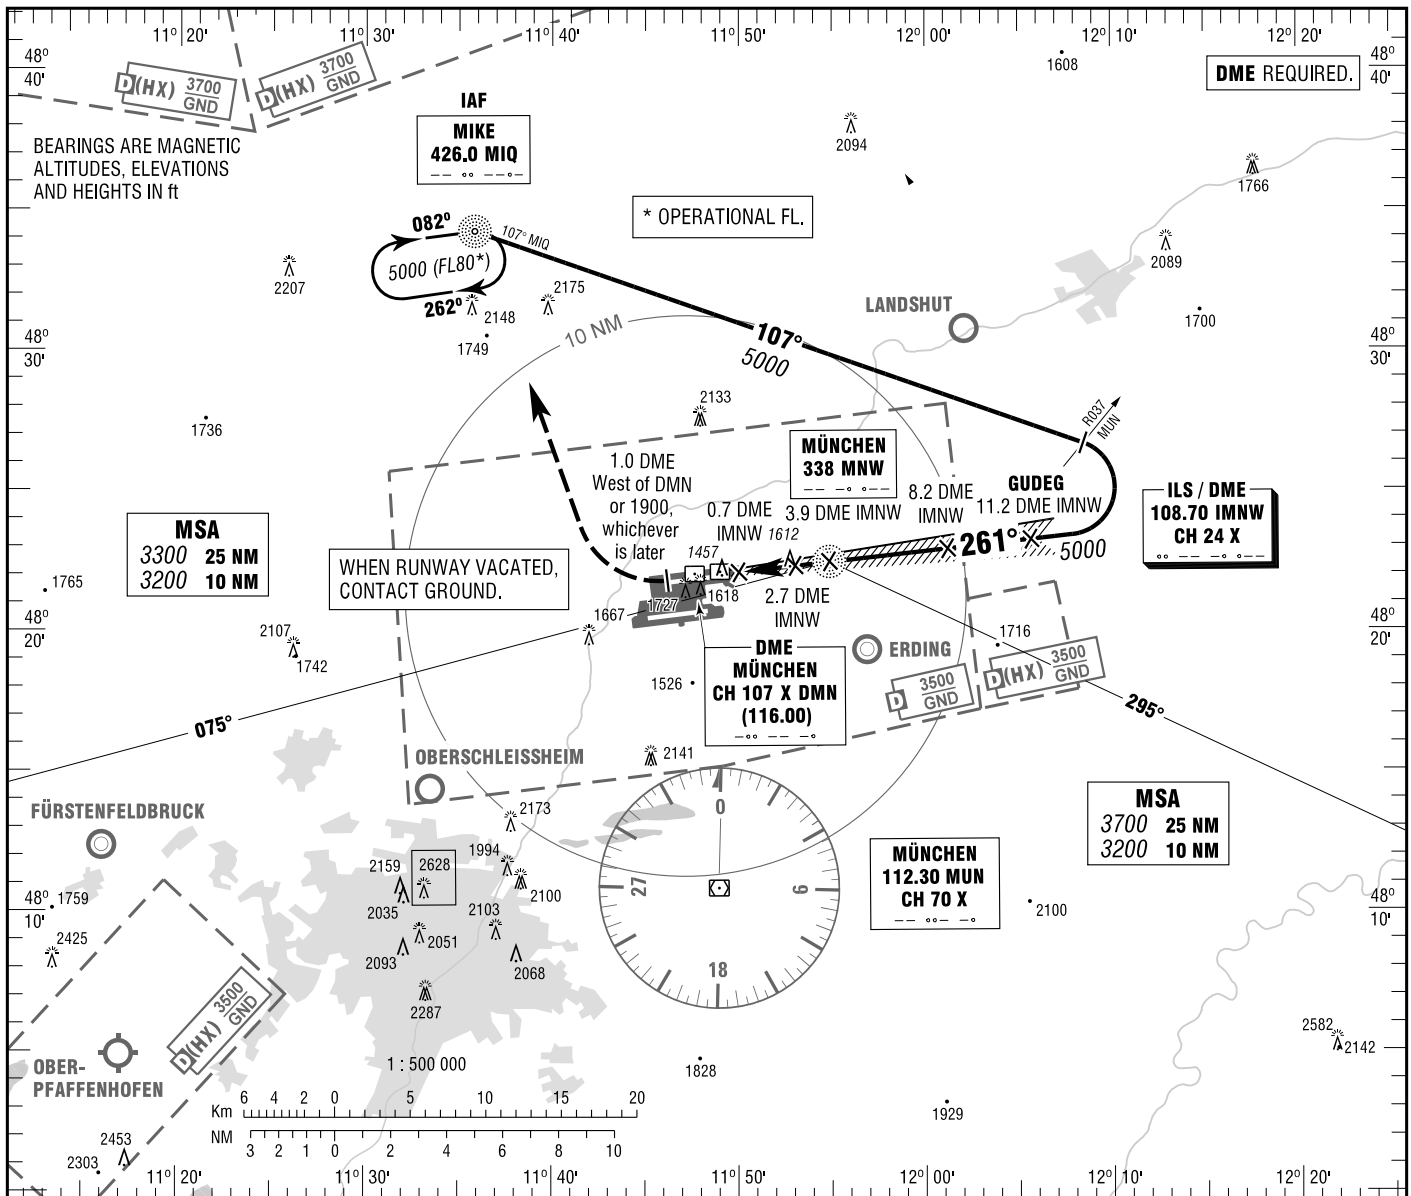 11° 20'
11° 30'
11° 40'
11° 50'
12° 00'
12° 10'
12° 20'
48°
40'
48°
40'
D(HX) 3700
GND
D(HX) 3700
GND
1608
DME REQUIRED.
BEARINGS ARE MAGNETIC
ALTITUDES, ELEVATIONS
AND HEIGHTS IN ft
IAF
MIKE
426.0 MIQ
-- ·· --·-
2094
1766
* OPERATIONAL FL.
082°
107° MIQ
5000 (FL80*)
262°
2207
2148
2175
1749
2089
LANDSHUT
1700
48°
30'
48°
30'
10 NM
107°
5000
1736
2133
R037
MUN
MÜNCHEN
338 MNW
-- -· ·--
1.0 DME
West of DMN
or 1900,
whichever
is later
0.7 DME
IMNW
1612
3.9 DME IMNW
8.2 DME
IMNW
GUDEG
11.2 DME IMNW
ILS / DME
108.70 IMNW
CH 24 X
·· -- -· ·--
MSA
3300 25 NM
3200 10 NM
261°
5000
WHEN RUNWAY VACATED,
CONTACT GROUND.
1457
1765
1727
1618
1667
2.7 DME
IMNW
48°
20'
48°
20'
2107
1742
1716
ERDING
DME
MÜNCHEN
CH 107 X DMN
(116.00)
-·· -- -·
1526
D 3500
GND
D(HX) 3500
GND
295°
075°
OBERSCHLEISSHEIM
2141
FÜRSTENFELDBRUCK
2173
MSA
3700 25 NM
3200 10 NM
0
6
18
27
MÜNCHEN
112.30 MUN
CH 70 X
-- ··- -·
1994
2159
2628
2100
2035
2103
2051
2093
2068
2287
1759
48°
10'
48°
10'
2425
2100
D(HX) 3500
GND
2582
2142
OBER-
PFAFFENHOFEN
1 : 500 000
1828
Km
6 4 2 0 5 10 15 20
NM
3 2 1 0 2 4 6 8 10
1929
2453
2303
11° 20'
11° 30'
11° 40'
11° 50'
12° 00'
12° 10'
12° 20'